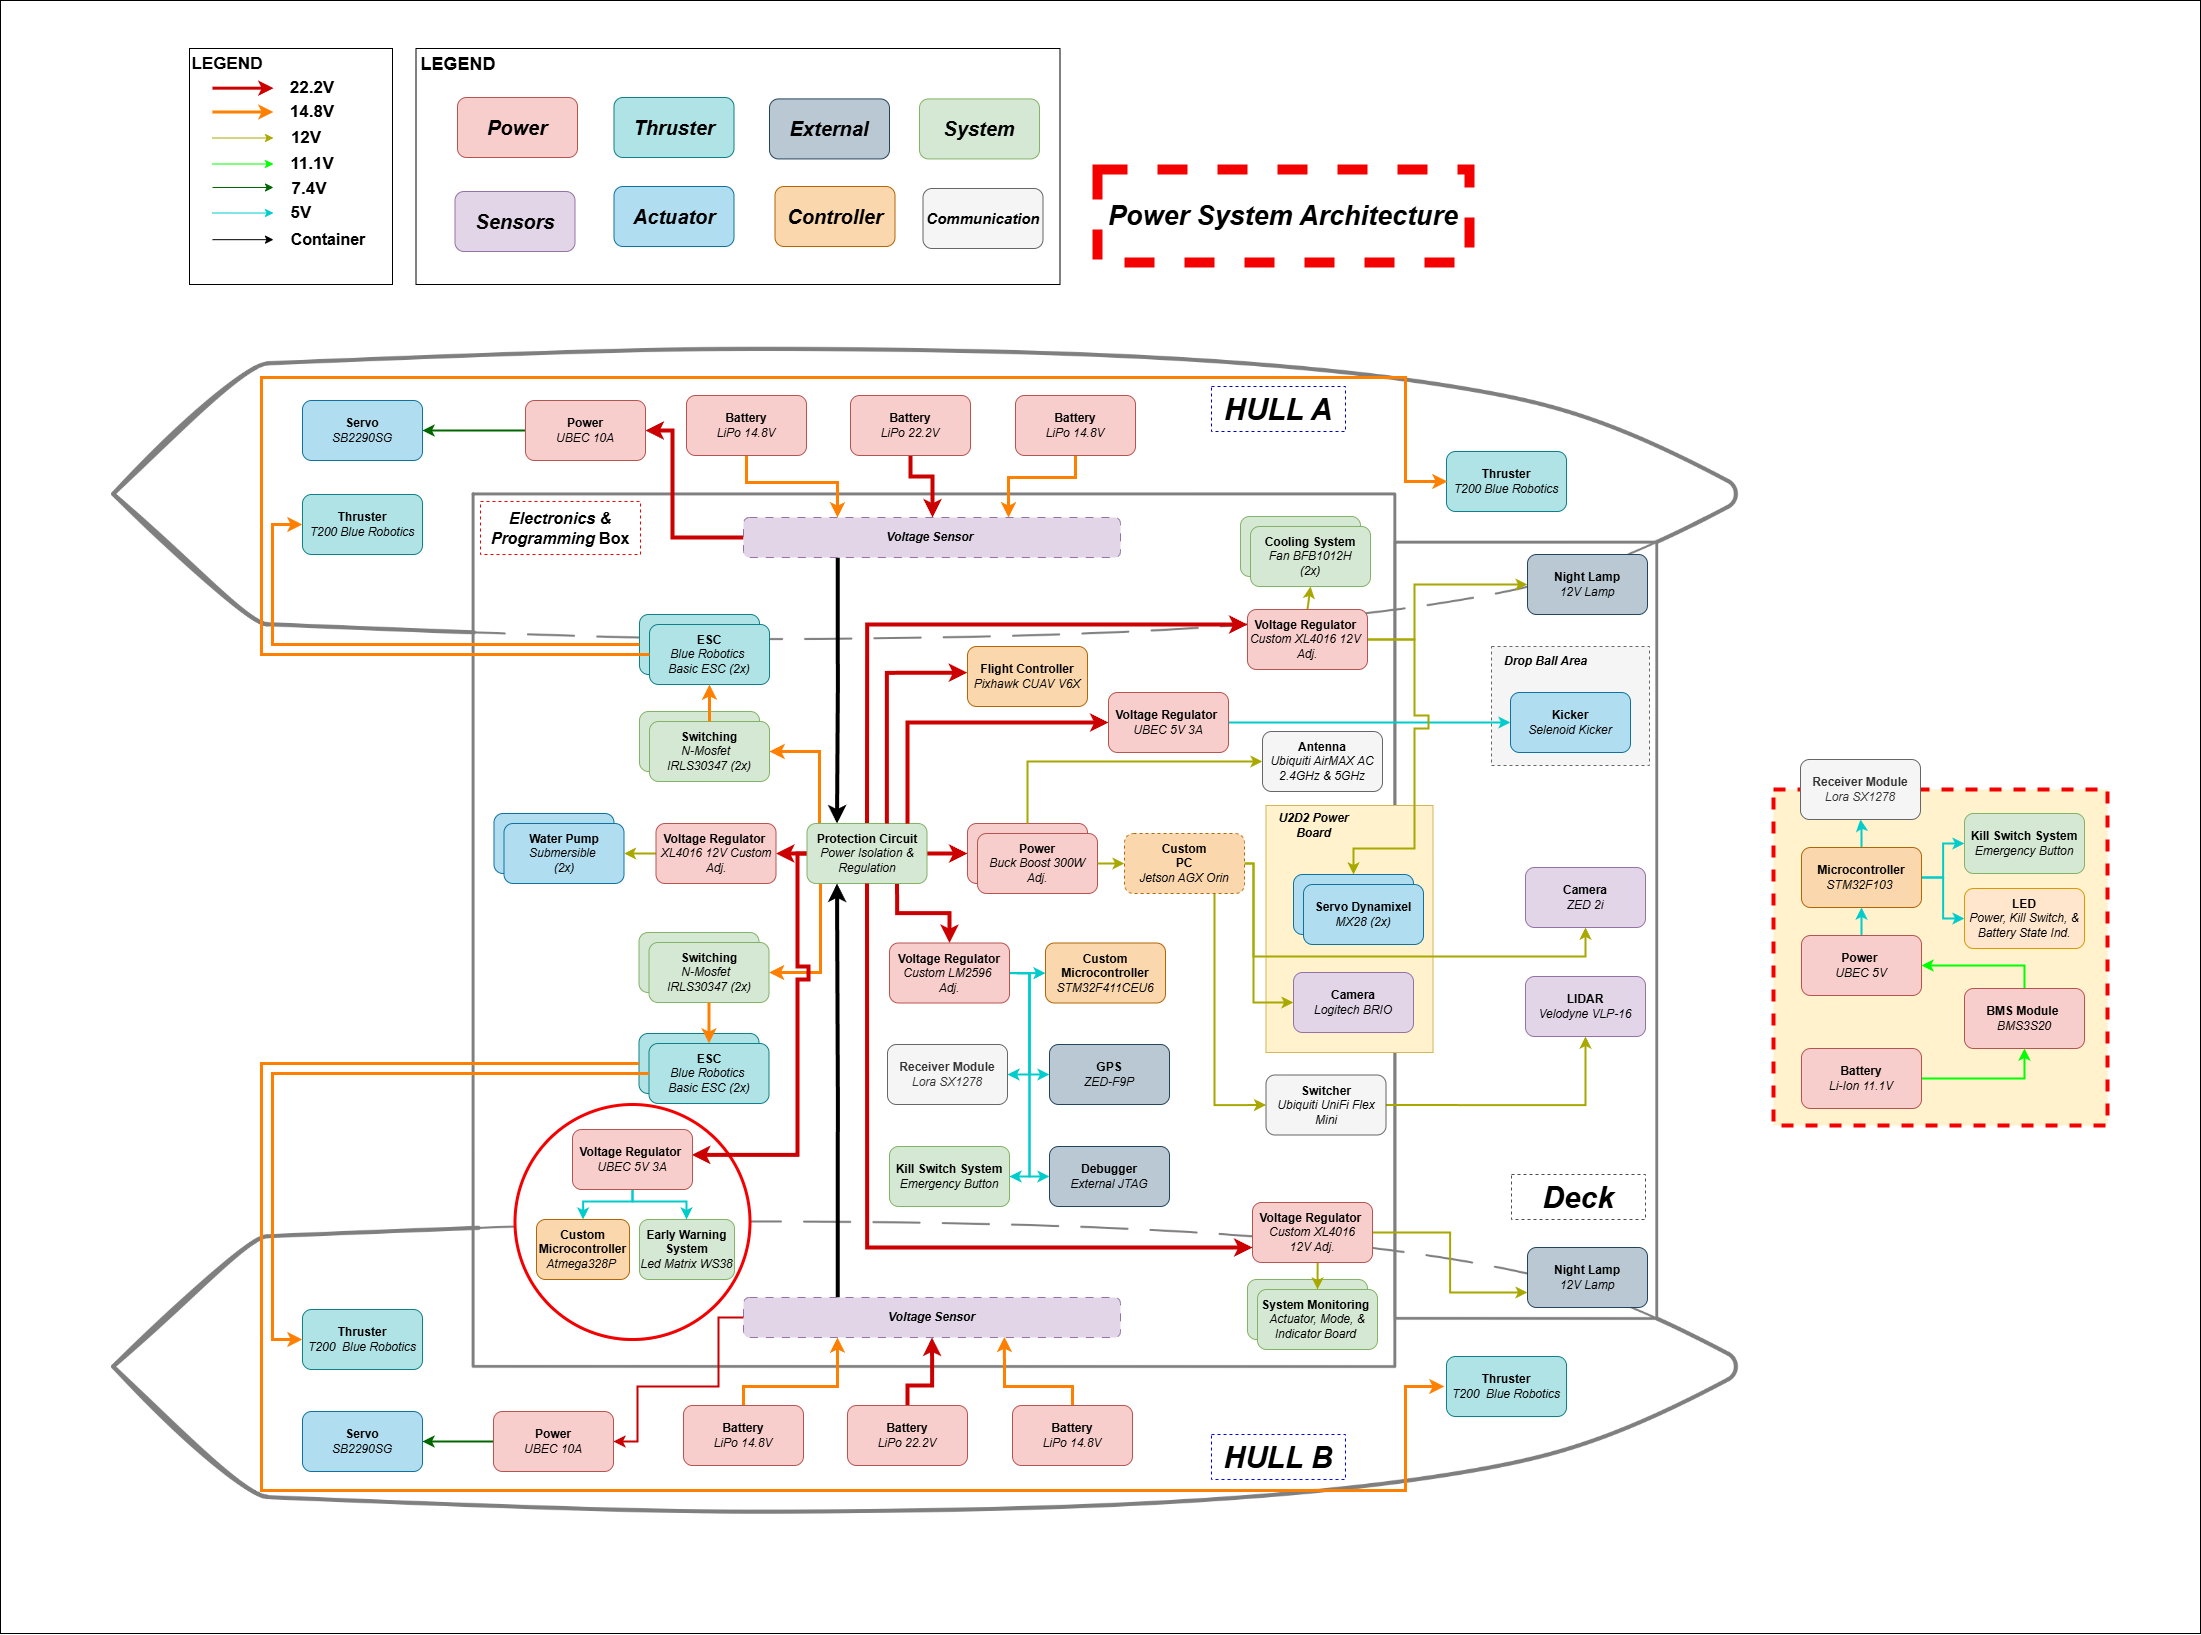 LEGEND
22.2V
14.8V
12V
11.1V
7.4V
5V
Container
LEGEND
Power
Thruster
External
System
Sensors
Actuator
Controller
Communication
Power System Architecture
HULL A
Servo
SB2290SG
Power
UBEC 10A
Battery
LiPo 14.8V
Battery
LiPo 22.2V
Battery
LiPo 14.8V
Thruster
T200 Blue Robotics
Thruster
T200 Blue Robotics
Electronics &
Programming Box
Voltage Sensor
Cooling System
Fan BFB1012H
(2x)
Night Lamp
12V Lamp
ESC
Blue Robotics
Basic ESC (2x)
Voltage Regulator
Custom XL4016 12V
Adj.
Flight Controller
Pixhawk CUAV V6X
Drop Ball Area
Kicker
Selenoid Kicker
Voltage Regulator
UBEC 5V 3A
Switching
N-Mosfet
IRLS30347 (2x)
Antenna
Ubiquiti AirMAX AC
2.4GHz & 5GHz
Water Pump
Submersible
(2x)
Voltage Regulator
XL4016 12V Custom
Adj.
Protection Circuit
Power Isolation &
Regulation
Power
Buck Boost 300W
Adj.
Custom
PC
Jetson AGX Orin
U2D2 Power
Board
Servo Dynamixel
MX28 (2x)
Camera
ZED 2i
Switching
N-Mosfet
IRLS30347 (2x)
Voltage Regulator
Custom LM2596
Adj.
Custom
Microcontroller
STM32F411CEU6
Camera
Logitech BRIO
LIDAR
Velodyne VLP-16
ESC
Blue Robotics
Basic ESC (2x)
Receiver Module
Lora SX1278
GPS
ZED-F9P
Switcher
Ubiquiti UniFi Flex
Mini
Voltage Regulator
UBEC 5V 3A
Kill Switch System
Emergency Button
Debugger
External JTAG
Deck
Custom
Microcontroller
Atmega328P
Early Warning
System
Led Matrix WS38
Voltage Regulator
Custom XL4016
12V Adj.
Night Lamp
12V Lamp
Voltage Sensor
System Monitoring
Actuator, Mode, &
Indicator Board
Thruster
T200 Blue Robotics
Thruster
T200 Blue Robotics
Servo
SB2290SG
Power
UBEC 10A
Battery
LiPo 14.8V
Battery
LiPo 22.2V
Battery
LiPo 14.8V
HULL B
Receiver Module
Lora SX1278
Kill Switch System
Emergency Button
Microcontroller
STM32F103
LED
Power, Kill Switch, &
Battery State Ind.
Power
UBEC 5V
BMS Module
BMS3S20
Battery
Li-Ion 11.1V